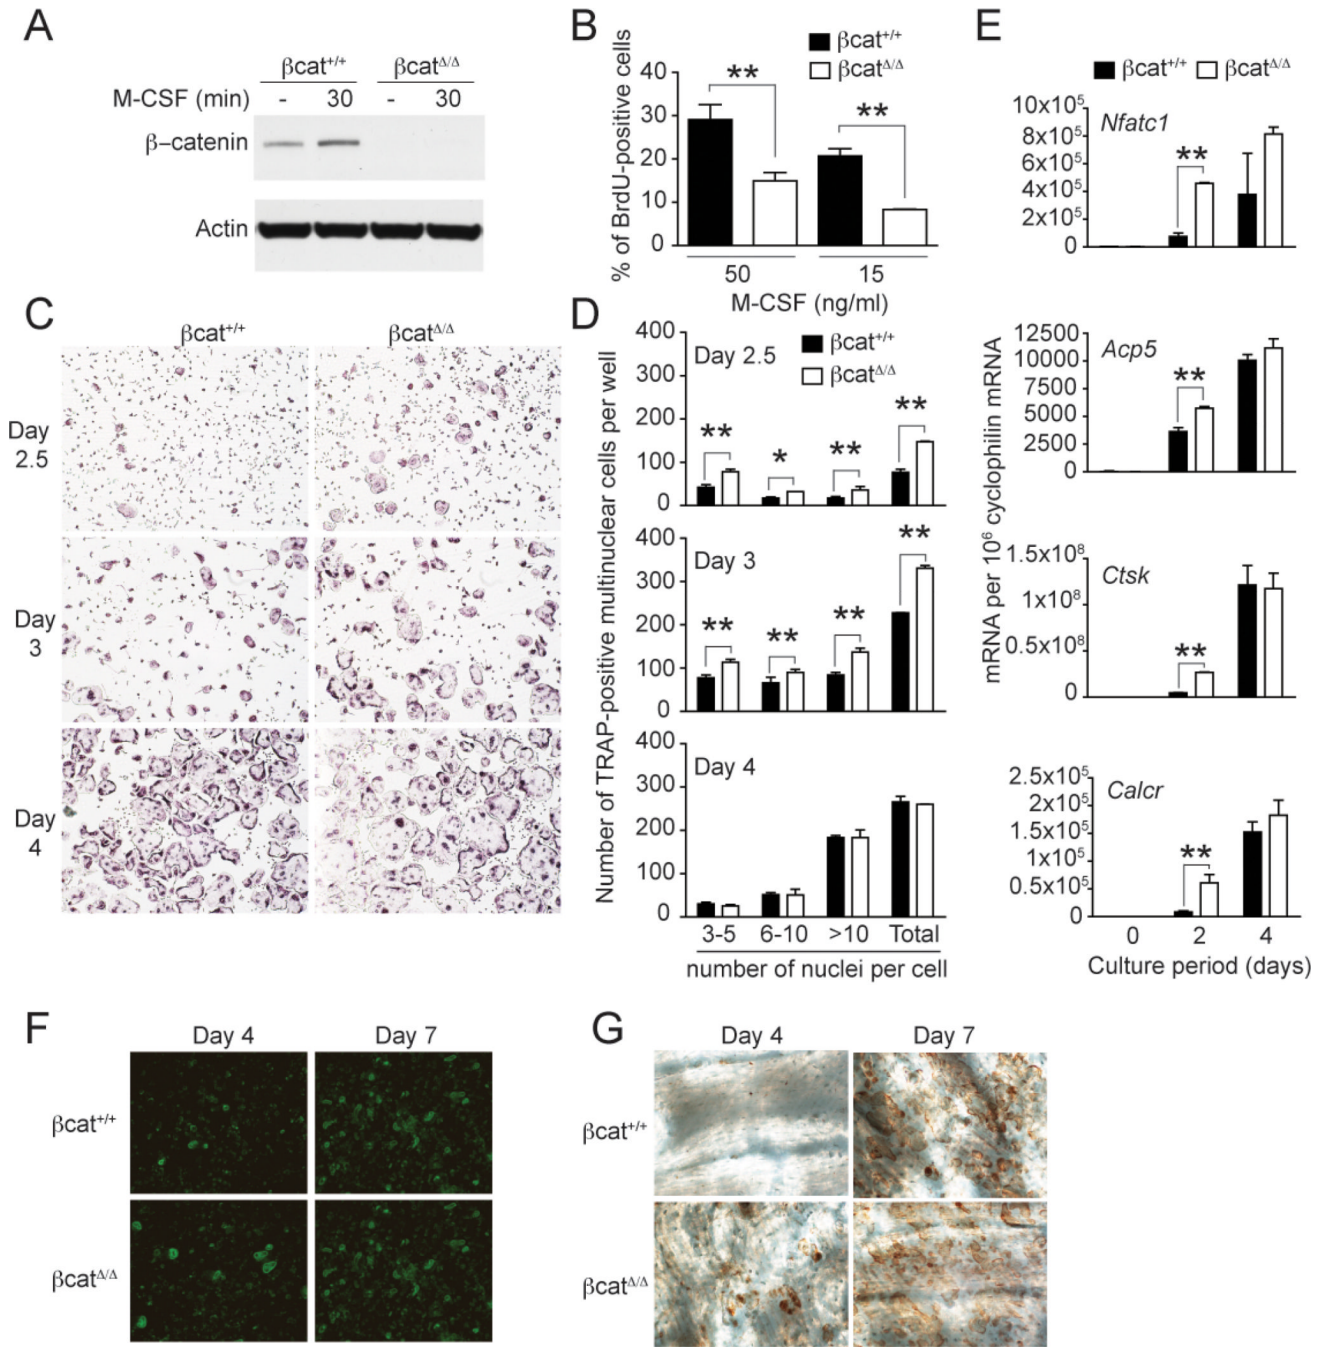 A
βcat+/+ βcatΔ/Δ
M-CSF (min) - 30 - 30
β–catenin
Actin
B
βcat+/+
βcatΔ/Δ
% of BrdU-positive cells
40
30
20
10
0
** **
50 15
M-CSF (ng/ml)
C
βcat+/+ βcatΔ/Δ
Day
2.5
Day
3
Day
4
D
βcat+/+
βcatΔ/Δ
Number of TRAP-positive multinuclear cells per well
Day 2.5
400
300
200
100
0
** * ** **
Day 3
400
300
200
100
0
** ** ** **
Day 4
400
300
200
100
0
3-5 6-10 >10 Total
number of nuclei per cell
E
βcat+/+ βcatΔ/Δ
mRNA per 10⁶ cyclophilin mRNA
Nfatc1
10x10⁵
8x10⁵
6x10⁵
4x10⁵
2x10⁵
0
**
Acp5
12500
10000
7500
5000
2500
0
**
Ctsk
1.5x10⁸
1x10⁸
0.5x10⁸
0
**
Calcr
2.5x10⁵
2x10⁵
1.5x10⁵
1x10⁵
0.5x10⁵
0
**
0 2 4
Culture period (days)
F
Day 4 Day 7
βcat+/+
βcatΔ/Δ
G
Day 4 Day 7
βcat+/+
βcatΔ/Δ